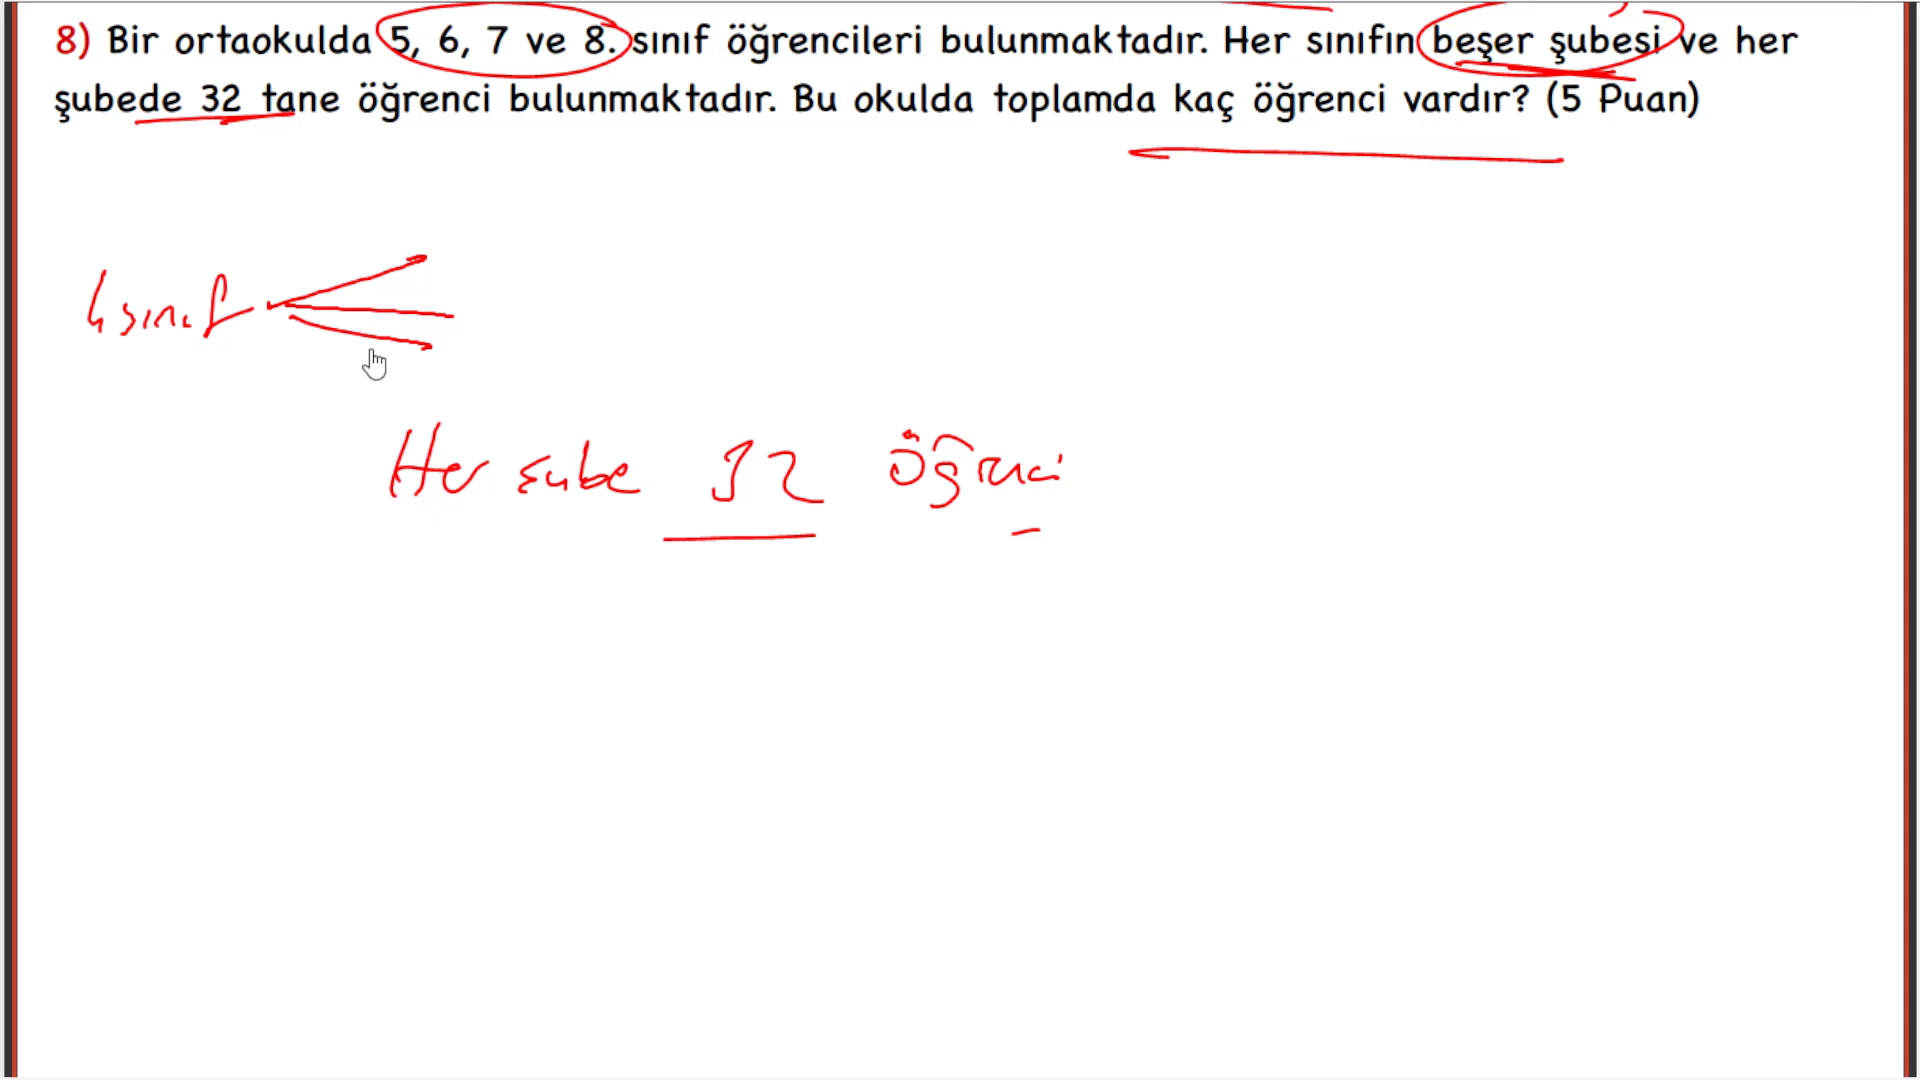 8) Bir ortaokulda 5, 6, 7 ve 8. sınıf öğrencileri bulunmaktadır. Her sınıfın beşer şubesi ve her
şubede 32 tane öğrenci bulunmaktadır. Bu okulda toplamda kaç öğrenci vardır? (5 Puan)
4 sınıf
Her şube 32 öğrenci